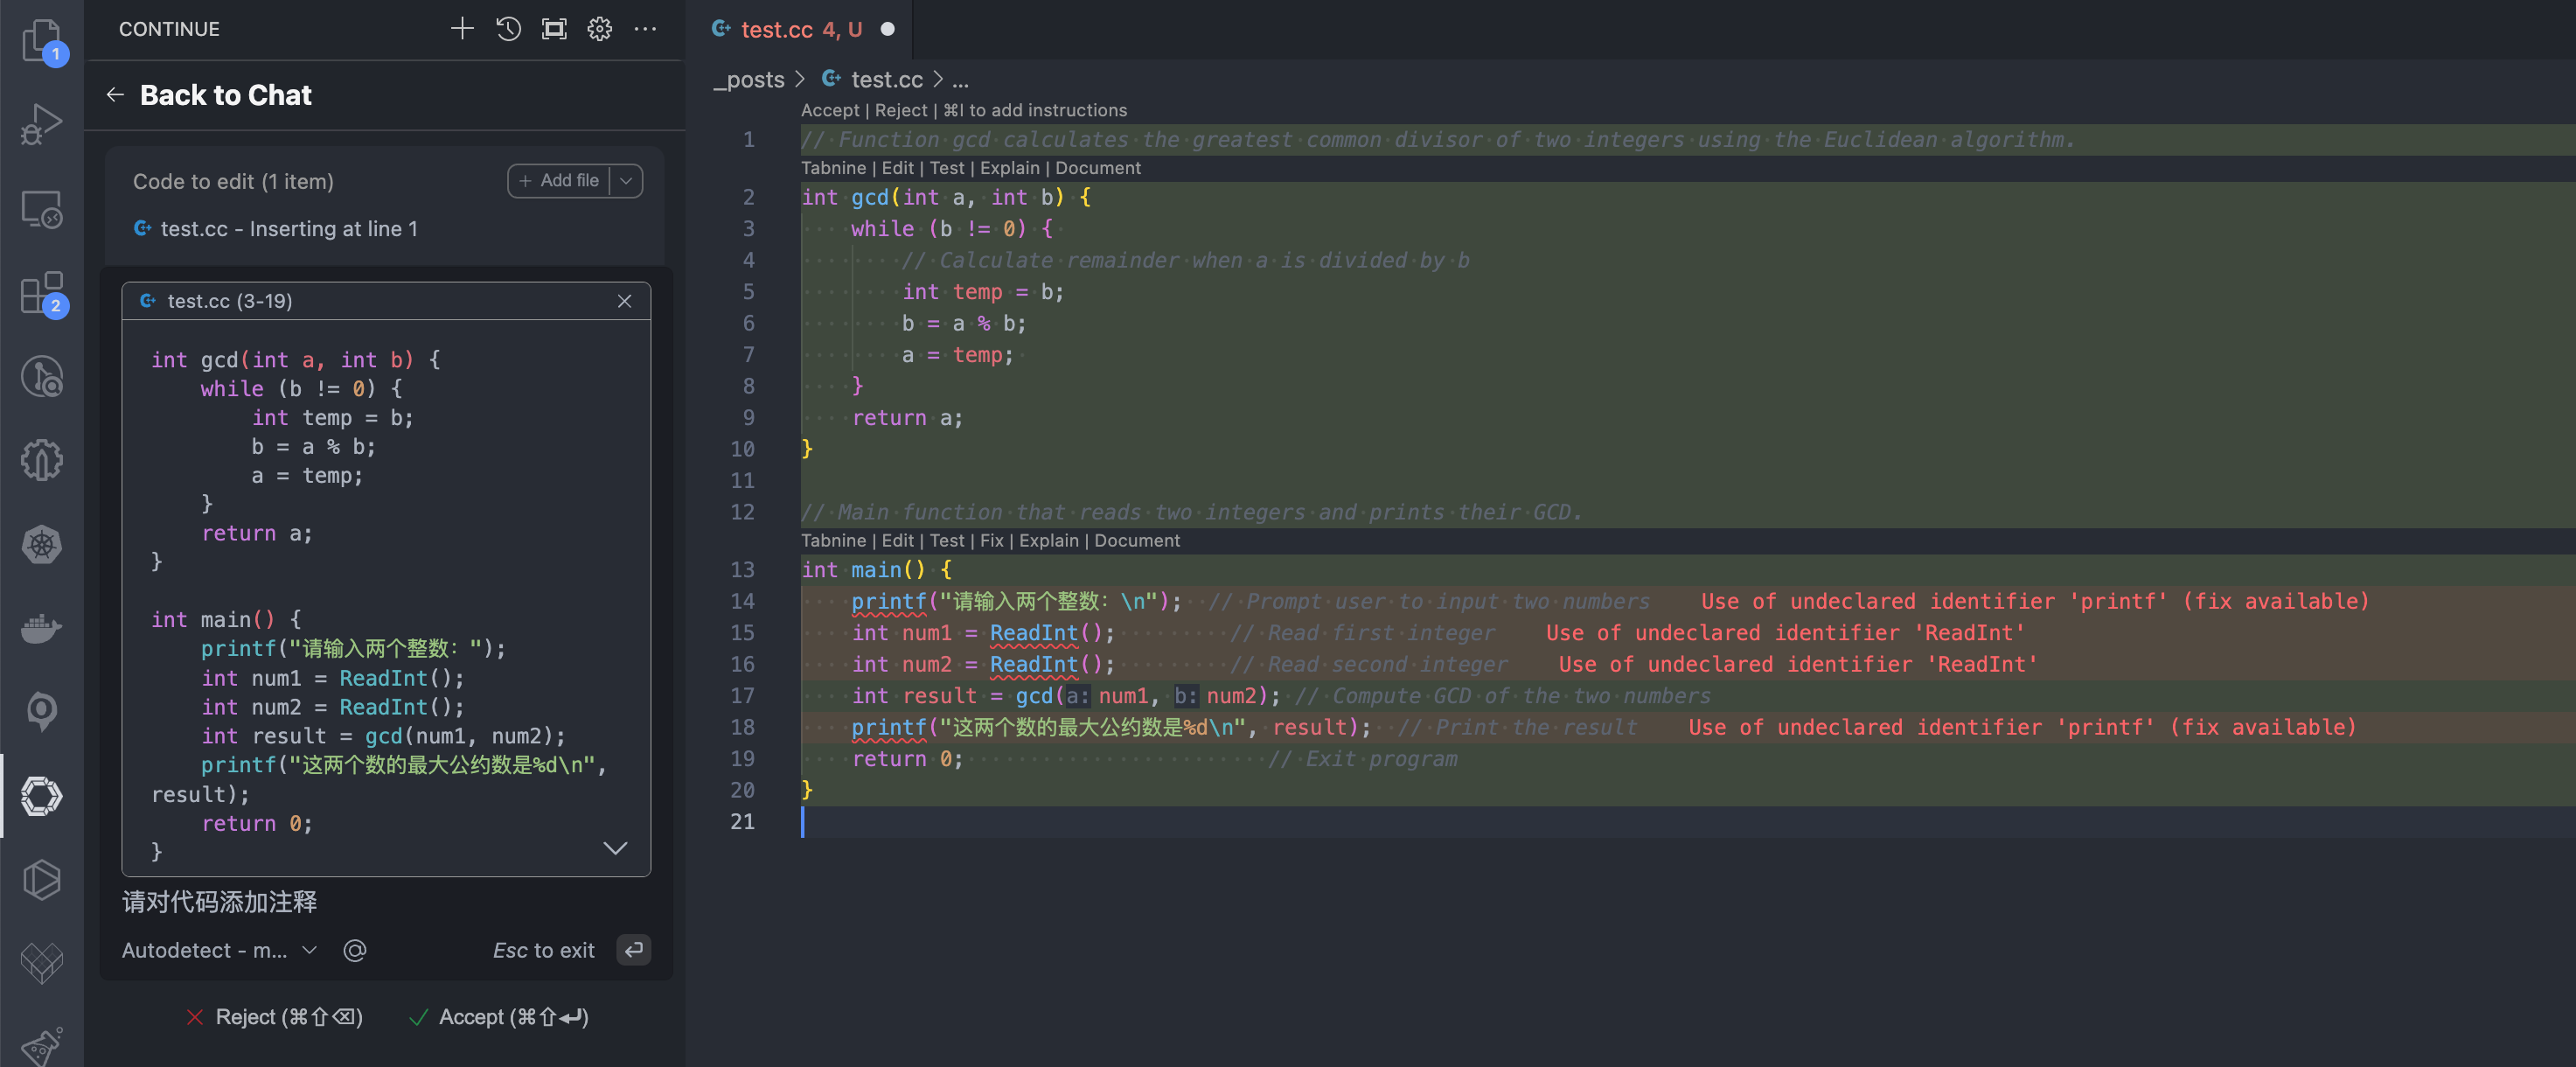 CONTINUE
1
Back to Chat
Code to edit (1 item)
+ Add file
test.cc - Inserting at line 1
2
test.cc (3-19)
int gcd(int a, int b) {
    while (b != 0) {
        int temp = b;
        b = a % b;
        a = temp;
    }
    return a;
}
int main() {
    printf("请输入两个整数: ");
    int num1 = ReadInt();
    int num2 = ReadInt();
    int result = gcd(num1, num2);
    printf("这两个数的最大公约数是%d\n",
result);
    return 0;
}
请对代码添加注释
Autodetect - m...
@
Esc to exit
Reject (⌘⇧⌫)
Accept (⌘⇧⏎)
test.cc 4, U
_posts > test.cc > ...
Accept | Reject | ⌘I to add instructions
1 // Function gcd calculates the greatest common divisor of two integers using the Euclidean algorithm.
Tabnine | Edit | Test | Explain | Document
2 int gcd(int a, int b) {
3     while (b != 0) {
4         // Calculate remainder when a is divided by b
5         int temp = b;
6         b = a % b;
7         a = temp;
8     }
9     return a;
10 }
11
12 // Main function that reads two integers and prints their GCD.
Tabnine | Edit | Test | Fix | Explain | Document
13 int main() {
14     printf("请输入两个整数: \n");  // Prompt user to input two numbers    Use of undeclared identifier 'printf' (fix available)
15     int num1 = ReadInt();         // Read first integer    Use of undeclared identifier 'ReadInt'
16     int num2 = ReadInt();         // Read second integer    Use of undeclared identifier 'ReadInt'
17     int result = gcd(a: num1, b: num2); // Compute GCD of the two numbers
18     printf("这两个数的最大公约数是%d\n", result);  // Print the result    Use of undeclared identifier 'printf' (fix available)
19     return 0;                        // Exit program
20 }
21